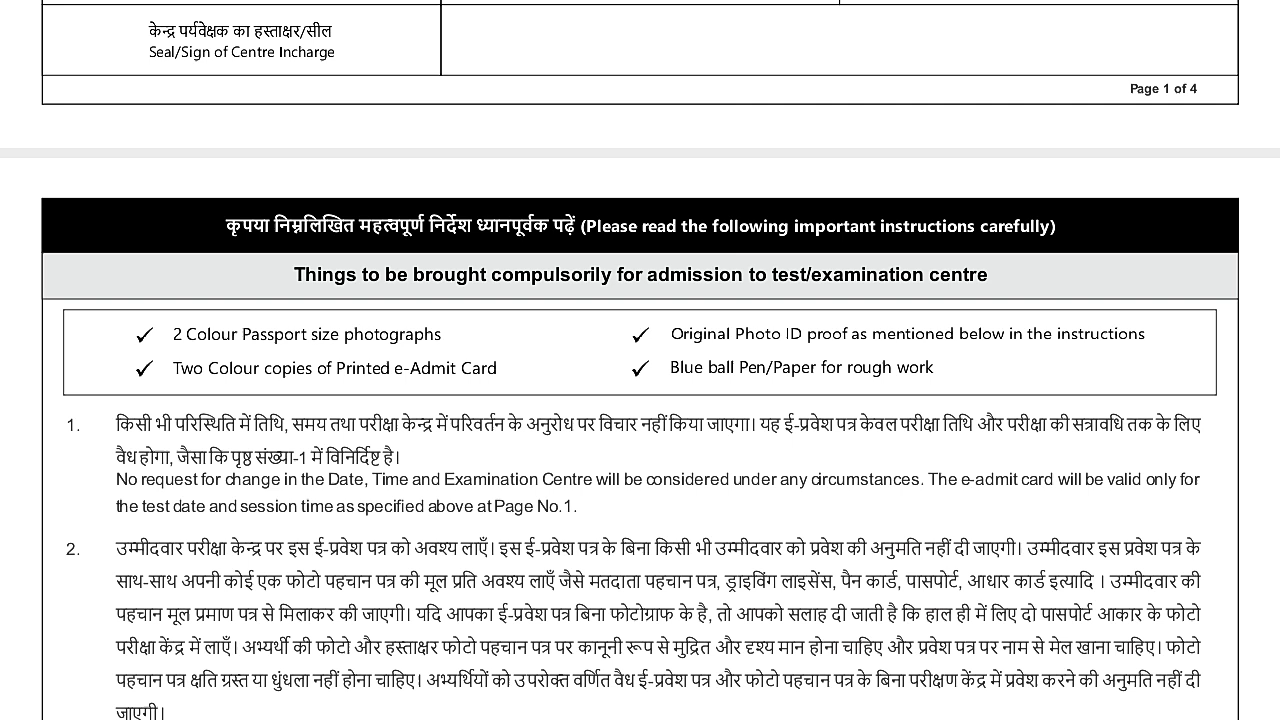 केन्द्र पर्यवेक्षक का हस्ताक्षर/सील
Seal/Sign of Centre Incharge
Page 1 of 4
कृपया निम्नलिखित महत्वपूर्ण निर्देश ध्यानपूर्वक पढ़ें (Please read the following important instructions carefully)
Things to be brought compulsorily for admission to test/examination centre
✓ 2 Colour Passport size photographs
✓ Original Photo ID proof as mentioned below in the instructions
✓ Two Colour copies of Printed e-Admit Card
✓ Blue ball Pen/Paper for rough work
1. किसी भी परिस्थिति में तिथि, समय तथा परीक्षा केन्द्र में परिवर्तन के अनुरोध पर विचार नहीं किया जाएगा। यह ई-प्रवेश पत्र केवल परीक्षा तिथि और परीक्षा की सत्रावधि तक के लिए
वैध होगा, जैसा कि पृष्ठ संख्या-1 में विनिर्दिष्ट है।
No request for change in the Date, Time and Examination Centre will be considered under any circumstances. The e-admit card will be valid only for
the test date and session time as specified above at Page No.1.
2. उम्मीदवार परीक्षा केन्द्र पर इस ई-प्रवेश पत्र को अवश्य लाएँ। इस ई-प्रवेश पत्र के बिना किसी भी उम्मीदवार को प्रवेश की अनुमति नहीं दी जाएगी। उम्मीदवार इस प्रवेश पत्र के
साथ-साथ अपनी कोई एक फोटो पहचान पत्र की मूल प्रति अवश्य लाएँ जैसे मतदाता पहचान पत्र, ड्राइविंग लाइसेंस, पैन कार्ड, पासपोर्ट, आधार कार्ड इत्यादि । उम्मीदवार की
पहचान मूल प्रमाण पत्र से मिलाकर की जाएगी। यदि आपका ई-प्रवेश पत्र बिना फोटोग्राफ के है, तो आपको सलाह दी जाती है कि हाल ही में लिए दो पासपोर्ट आकार के फोटो
परीक्षा केंद्र में लाएँ। अभ्यर्थी की फोटो और हस्ताक्षर फोटो पहचान पत्र पर कानूनी रूप से मुद्रित और दृश्य मान होना चाहिए और प्रवेश पत्र पर नाम से मेल खाना चाहिए। फोटो
पहचान पत्र क्षति ग्रस्त या धुंधला नहीं होना चाहिए। अभ्यर्थियों को उपरोक्त वर्णित वैध ई-प्रवेश पत्र और फोटो पहचान पत्र के बिना परीक्षण केंद्र में प्रवेश करने की अनुमति नहीं दी
जाएगी।